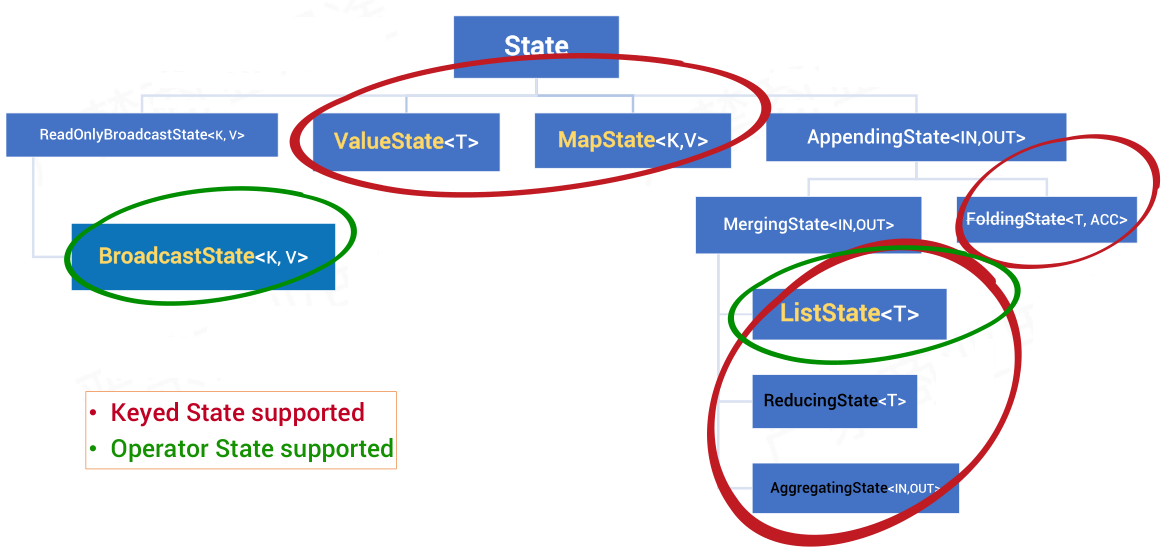 State
ReadOnlyBroadcastState<K, V>
ValueState<T>
MapState<K,V>
AppendingState<IN,OUT>
BroadcastState<K, V>
MergingState<IN,OUT>
FoldingState<T, ACC>
ListState<T>
ReducingState<T>
AggregatingState<IN,OUT>
• Keyed State supported
• Operator State supported